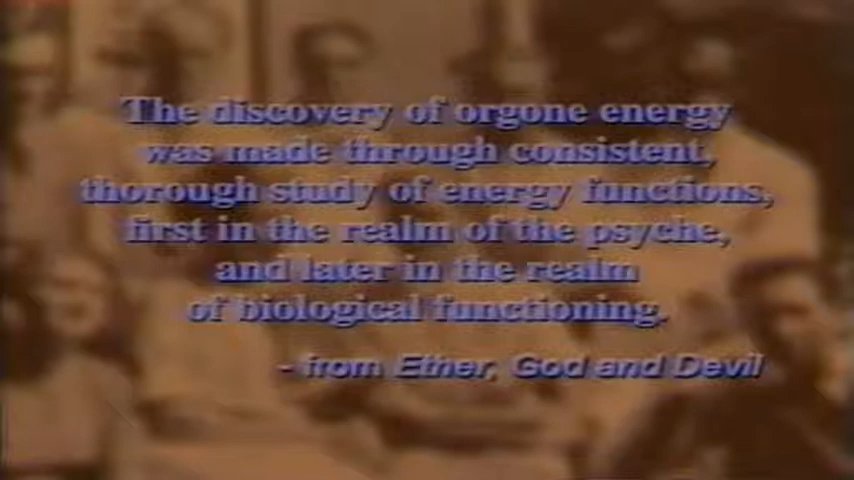 The discovery of orgone energy
was made through consistent,
thorough study of energy functions,
first in the realm of the psyche,
and later in the realm
of biological functioning.
- from Ether, God and Devil